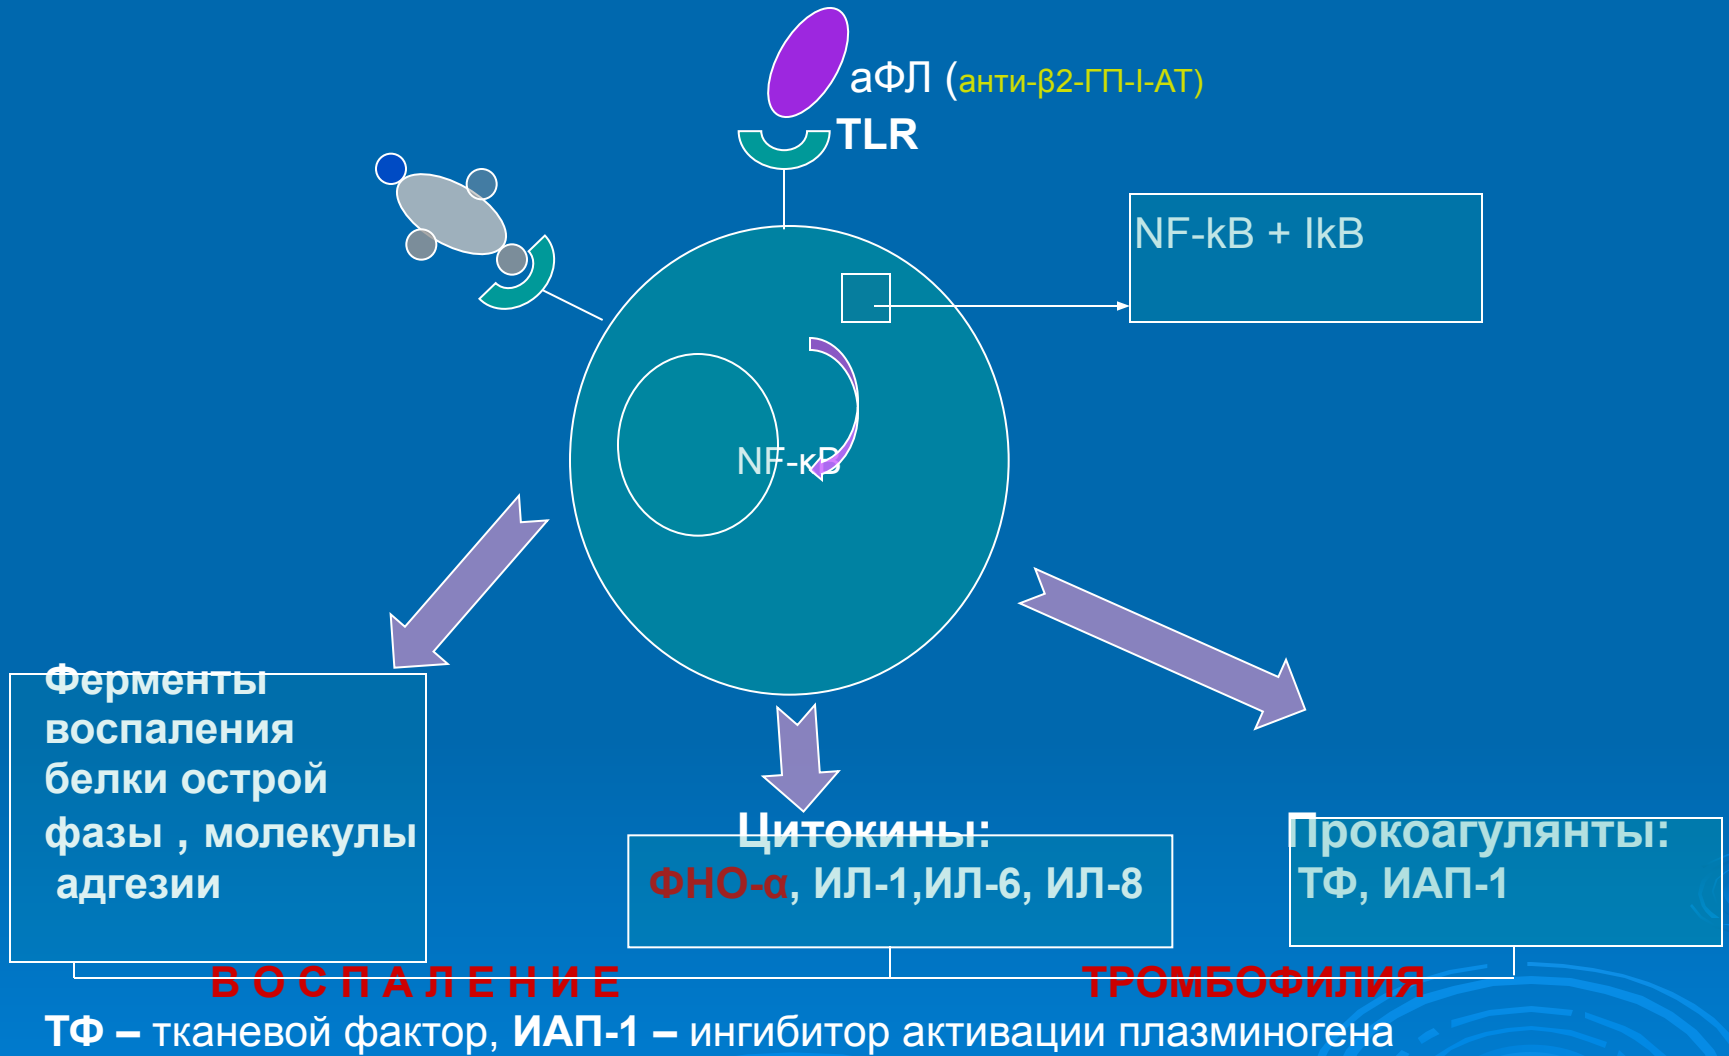 аФЛ (анти-β2-ГП-I-АТ)
TLR
NF-kB + IkB
NF-кB
Ферменты
воспаления
белки острой
фазы , молекулы
адгезии
Цитокины:
ФНО-α, ИЛ-1,ИЛ-6, ИЛ-8
Прокоагулянты:
ТФ, ИАП-1
В О С П А Л Е Н И Е
ТРОМБОФИЛИЯ
ТФ – тканевой фактор, ИАП-1 – ингибитор активации плазминогена